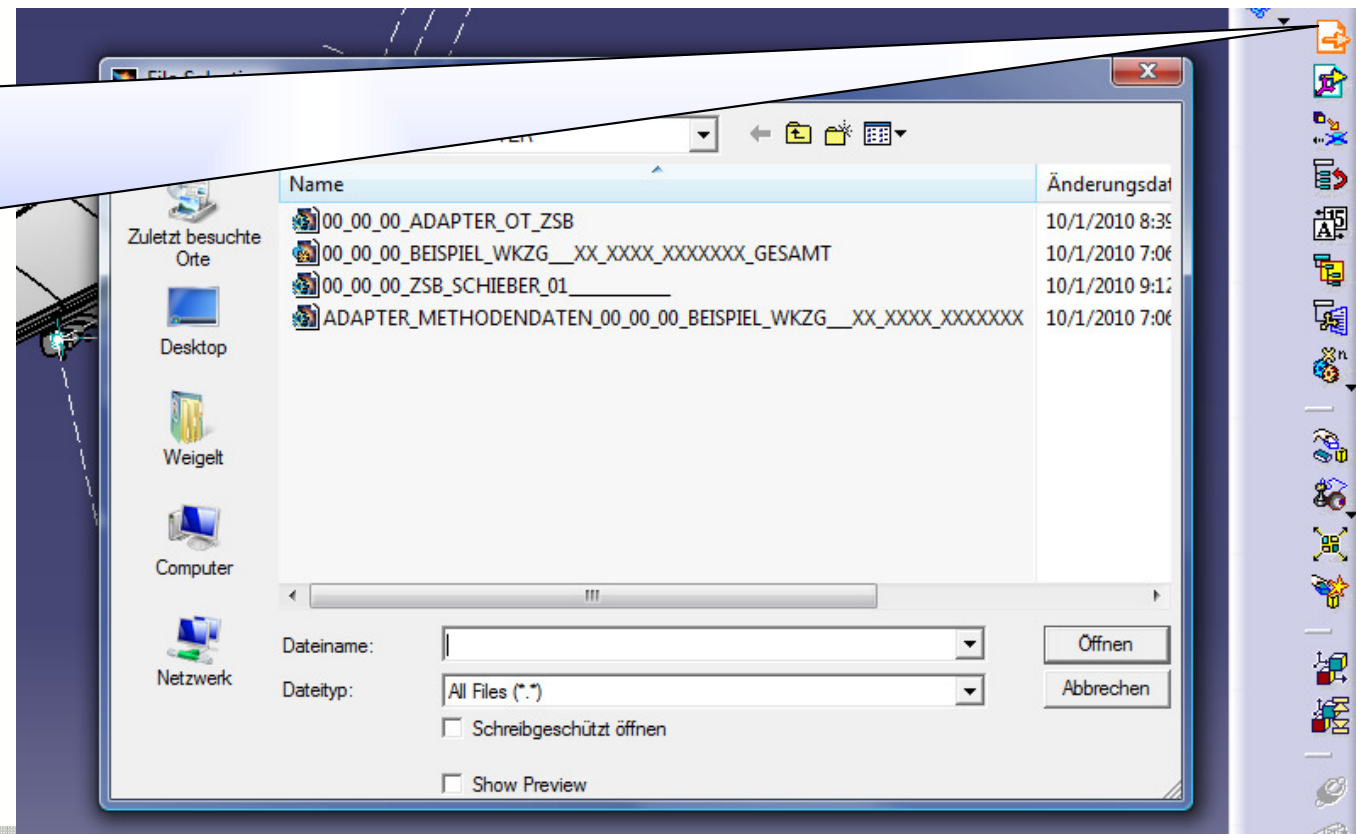 File Selection
Name
Änderungsdat
00_00_00_ADAPTER_OT_ZSB
10/1/2010 8:39
00_00_00_BEISPIEL_WKZG__XX_XXXX_XXXXXXX_GESAMT
10/1/2010 7:06
00_00_00_ZSB_SCHIEBER_01__________
10/1/2010 9:12
ADAPTER_METHODENDATEN_00_00_00_BEISPIEL_WKZG__XX_XXXX_XXXXXXX
10/1/2010 7:06
Zuletzt besuchte
Orte
Desktop
Weigelt
Computer
Netzwerk
Dateiname:
Öffnen
Dateityp:
All Files (*.*)
Abbrechen
Schreibgeschützt öffnen
Show Preview